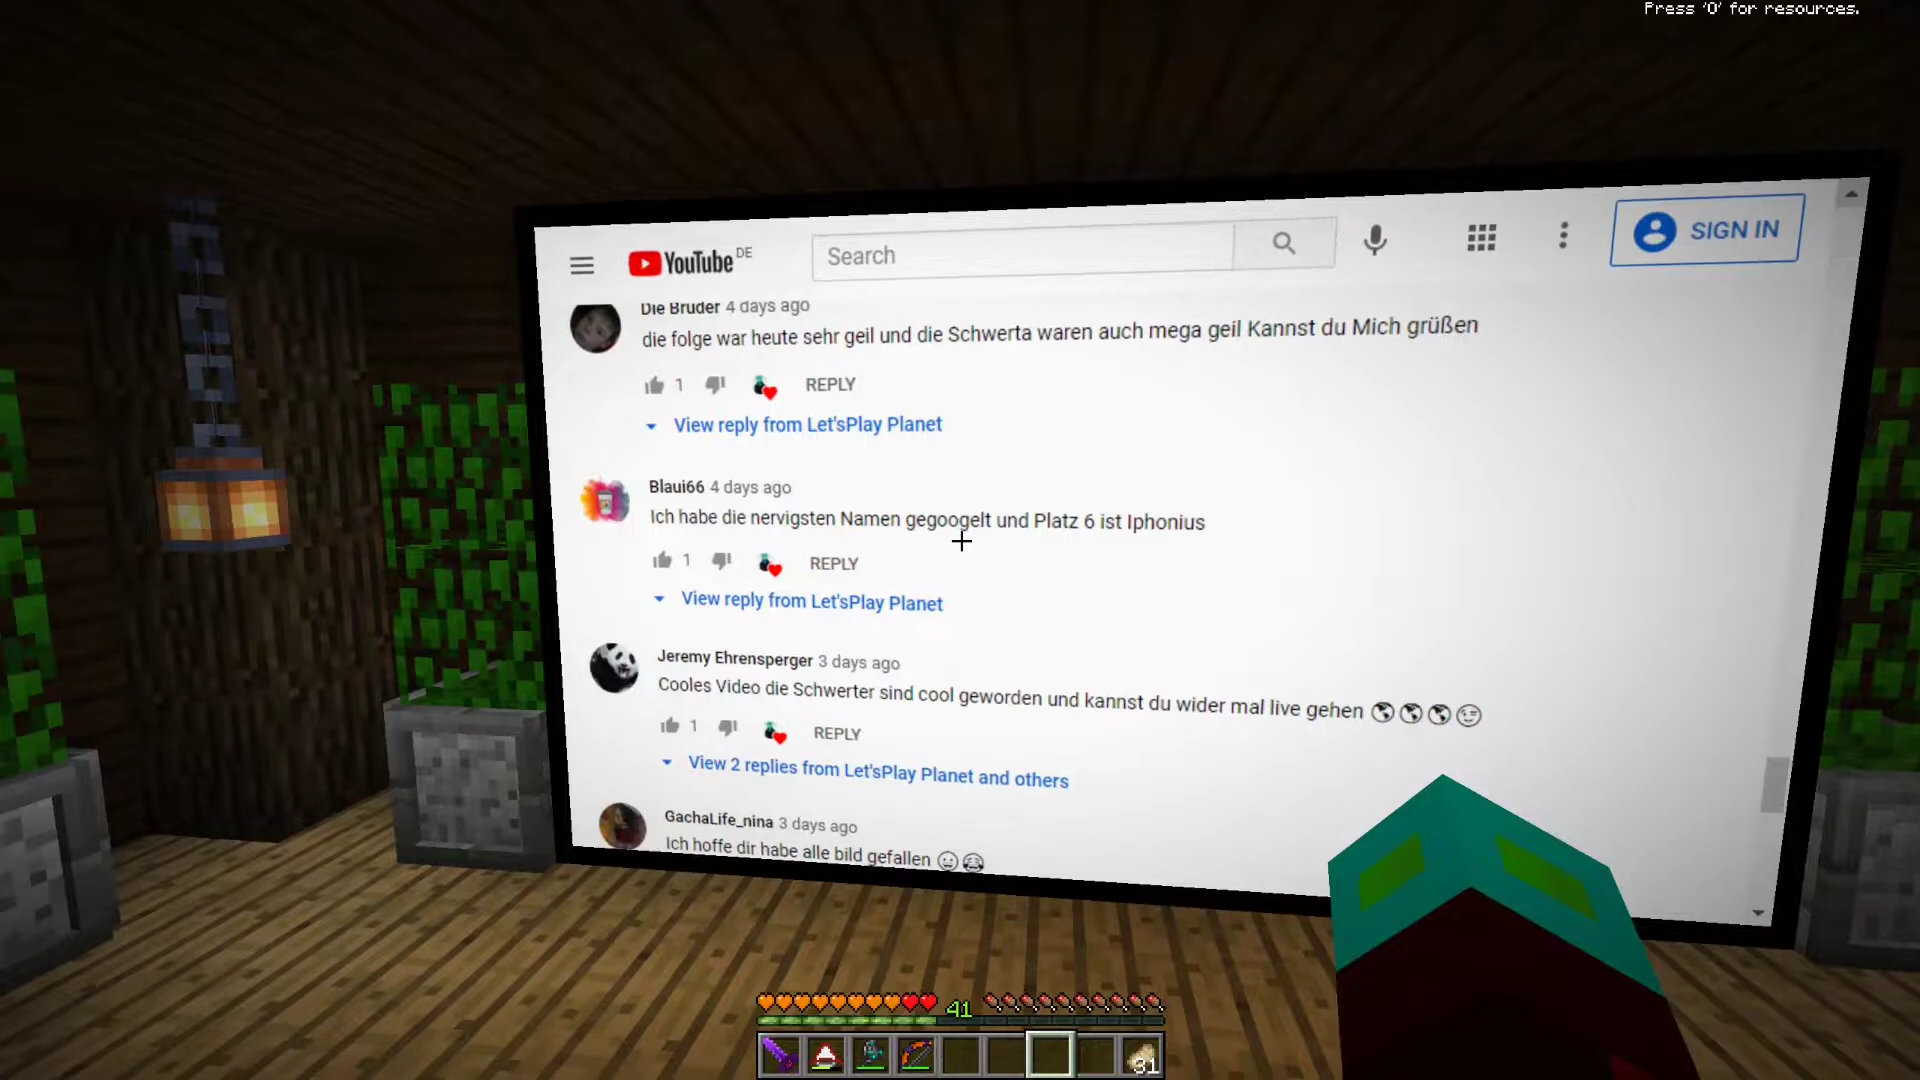 Press 'O' for resources.
YouTube DE
Search
SIGN IN
Die Bruder 4 days ago
die folge war heute sehr geil und die Schwerta waren auch mega geil Kannst du Mich grüßen
1 REPLY
View reply from Let'sPlay Planet
Blaui66 4 days ago
Ich habe die nervigsten Namen gegoogelt und Platz 6 ist Iphonius
1 REPLY
View reply from Let'sPlay Planet
Jeremy Ehrensperger 3 days ago
Cooles Video die Schwerter sind cool geworden und kannst du wider mal live gehen
1 REPLY
View 2 replies from Let'sPlay Planet and others
GachaLife_nina 3 days ago
Ich hoffe dir habe alle bild gefallen
41
31